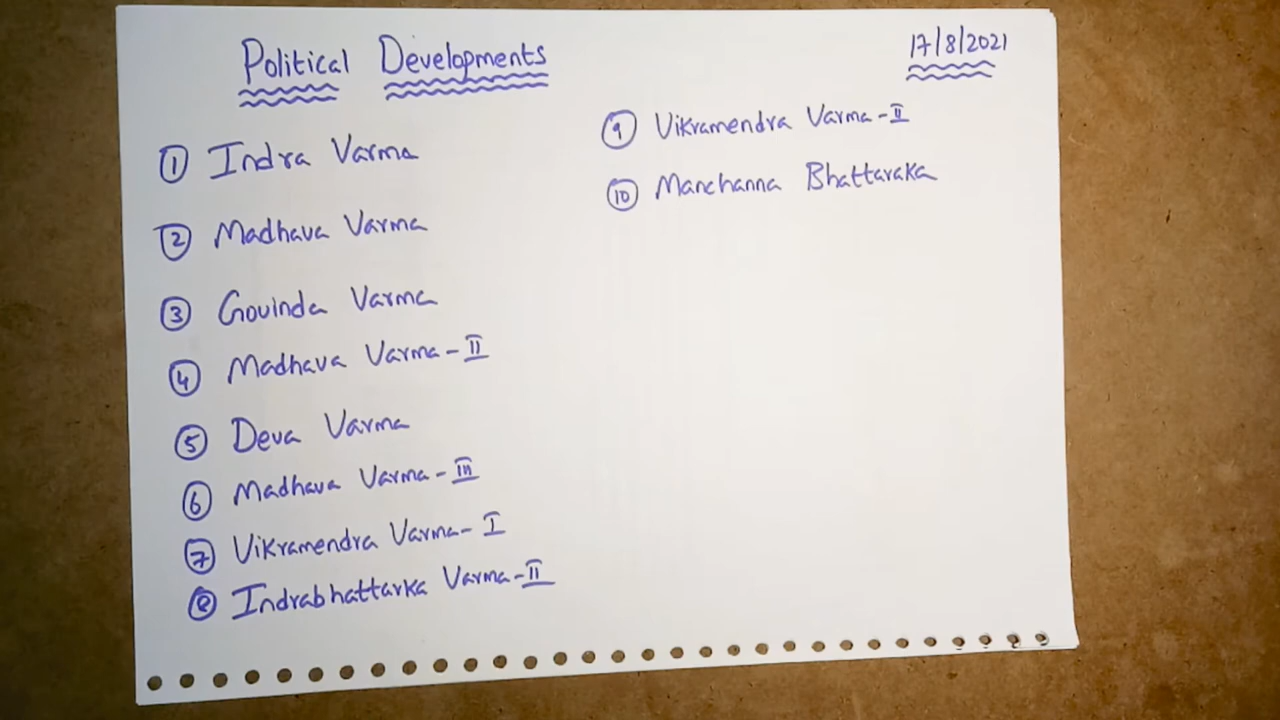 Political Developments
17/8/2021
1 Indra Varma
2 Madhava Varma
3 Govinda Varma
4 Madhava Varma - II
5 Deva Varma
6 Madhava Varma - III
7 Vikramendra Varma - I
8 Indrabhattarka Varma - II
9 Vikramendra Varma - II
10 Manchanna Bhattaraka